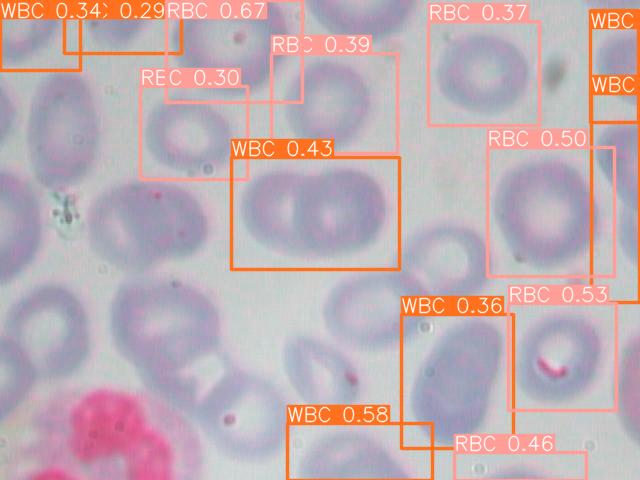 WBC 0.34
0.29
RBC 0.67
RBC 0.37
WBC
RBC 0.39
RBC 0.30
WBC
WBC 0.43
RBC 0.50
WBC 0.36
RBC 0.53
WBC 0.58
RBC 0.46